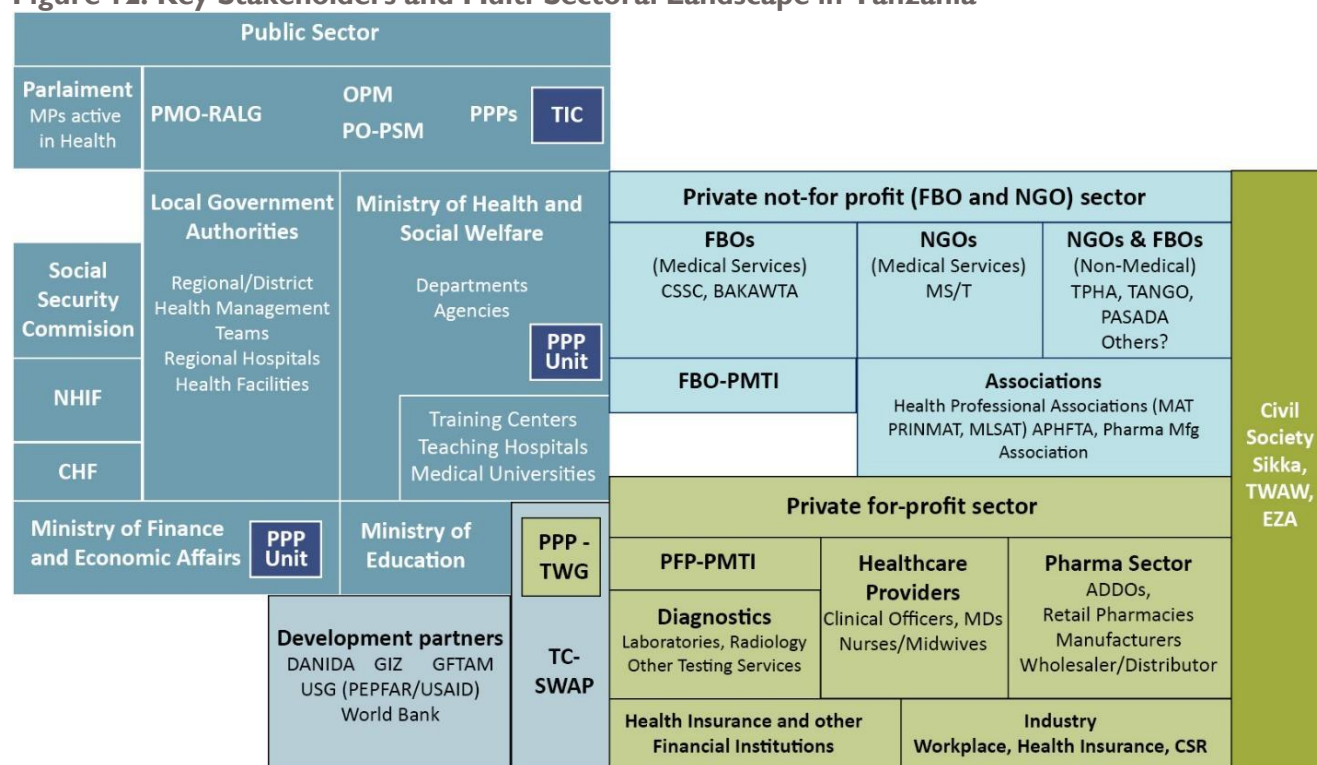 Figure 12. Key Stakeholders and Multi-Sectoral Landscape in Tanzania
Public Sector
Parlaiment
MPs active
in Health
PMO-RALG
OPM
PO-PSM
PPPs
TIC
Local Government
Authorities
Regional/District
Health Management
Teams
Regional Hospitals
Health Facilities
Ministry of Health and
Social Welfare
Departments
Agencies
PPP
Unit
Training Centers
Teaching Hospitals
Medical Universities
Social
Security
Commision
NHIF
CHF
Ministry of Finance
and Economic Affairs
PPP
Unit
Ministry of
Education
PPP -
TWG
TC-
SWAP
Development partners
DANIDA GIZ GFTAM
USG (PEPFAR/USAID)
World Bank
Private not-for profit (FBO and NGO) sector
FBOs
(Medical Services)
CSSC, BAKAWTA
NGOs
(Medical Services)
MS/T
NGOs & FBOs
(Non-Medical)
TPHA, TANGO,
PASADA
Others?
FBO-PMTI
Associations
Health Professional Associations (MAT
PRINMAT, MLSAT) APHFTA, Pharma Mfg
Association
Private for-profit sector
PFP-PMTI
Diagnostics
Laboratories, Radiology
Other Testing Services
Healthcare
Providers
Clinical Officers, MDs
Nurses/Midwives
Pharma Sector
ADDOs,
Retail Pharmacies
Manufacturers
Wholesaler/Distributor
Health Insurance and other
Financial Institutions
Industry
Workplace, Health Insurance, CSR
Civil
Society
Sikka,
TWAW,
EZA